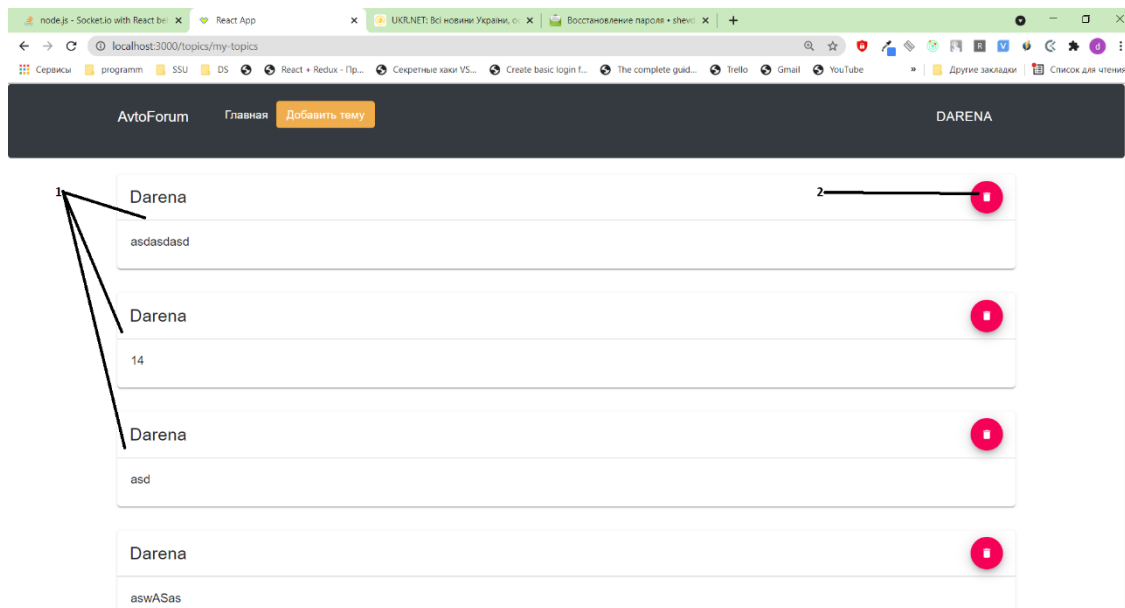 node.js - Socket.io with React bel
React App
UKR.NET: Всі новини України, ос
Восстановление пароля • shevd
localhost:3000/topics/my-topics
Сервисы programm SSU DS React + Redux - Пр... Секретные хаки VS... Create basic login f... The complete guid... Trello Gmail YouTube » Другие закладки Список для чтения
AvtoForum Главная Добавить тему DARENA
1 Darena 2
asdasdasd
Darena
14
Darena
asd
Darena
aswASas